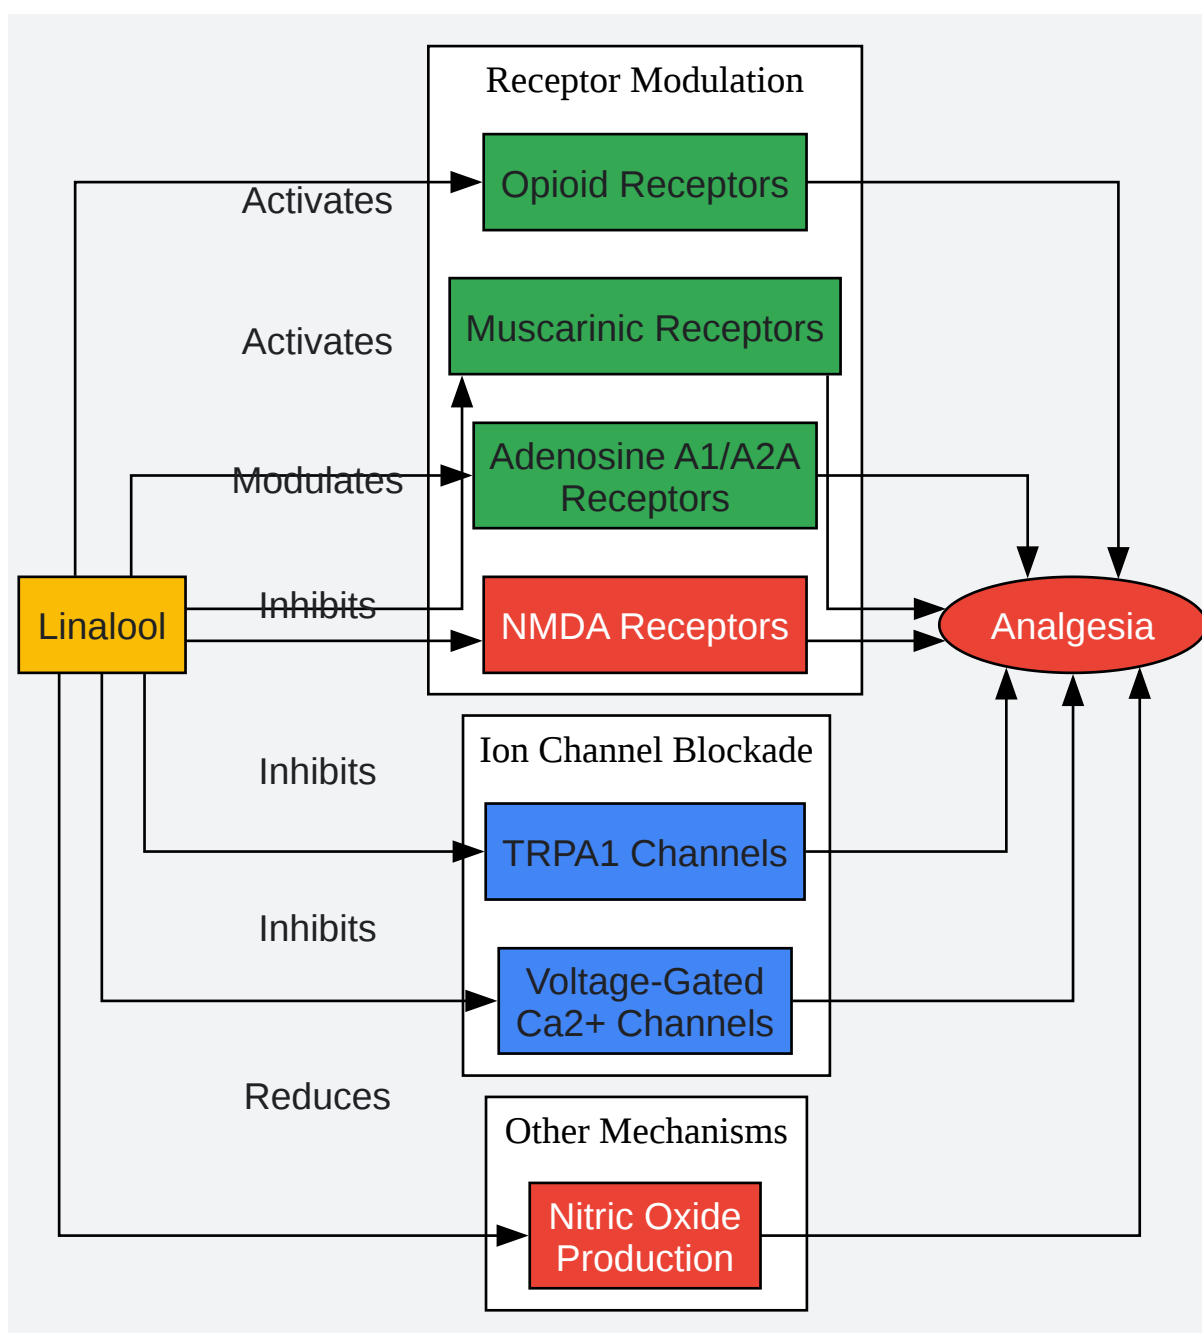 Receptor Modulation
Activates
Opioid Receptors
Activates
Muscarinic Receptors
Modulates
Adenosine A1/A2A
Receptors
Linalool
Inhibits
NMDA Receptors
Analgesia
Ion Channel Blockade
Inhibits
TRPA1 Channels
Inhibits
Voltage-Gated
Ca2+ Channels
Reduces
Other Mechanisms
Nitric Oxide
Production